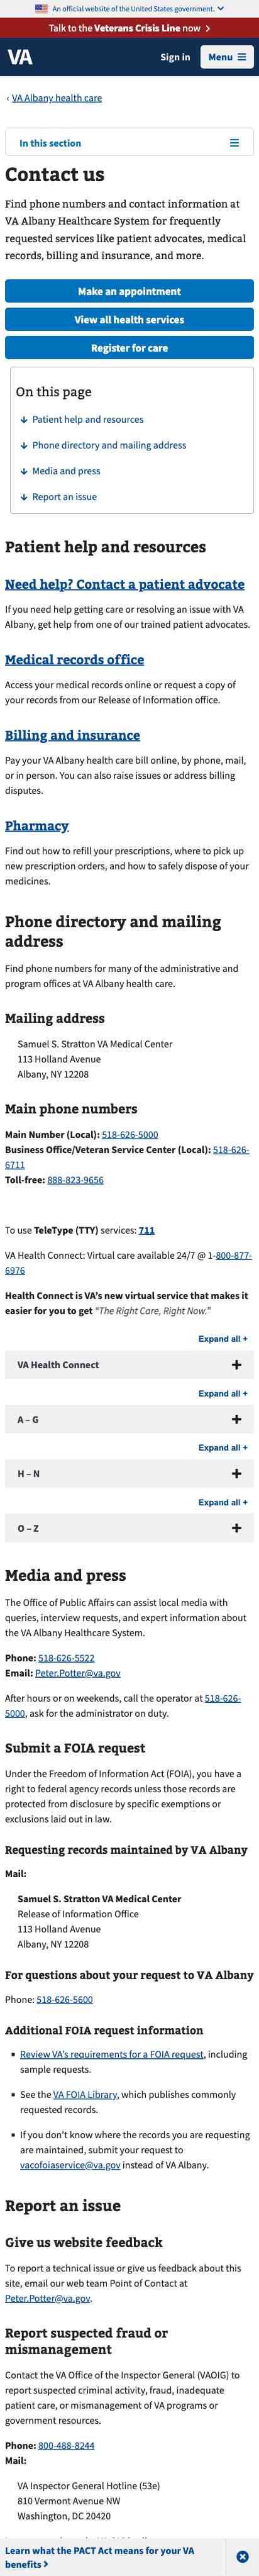 An official website of the United States government.
Talk to the Veterans Crisis Line now
VA
Sign in
Menu
‹ VA Albany health care
In this section
Contact us
Find phone numbers and contact information at
VA Albany Healthcare System for frequently
requested services like patient advocates, medical
records, billing and insurance, and more.
Make an appointment
View all health services
Register for care
On this page
Patient help and resources
Phone directory and mailing address
Media and press
Report an issue
Patient help and resources
Need help? Contact a patient advocate
If you need help getting care or resolving an issue with VA
Albany, get help from one of our trained patient advocates.
Medical records office
Access your medical records online or request a copy of
your records from our Release of Information office.
Billing and insurance
Pay your VA Albany health care bill online, by phone, mail,
or in person. You can also raise issues or address billing
disputes.
Pharmacy
Find out how to refill your prescriptions, where to pick up
new prescription orders, and how to safely dispose of your
medicines.
Phone directory and mailing
address
Find phone numbers for many of the administrative and
program offices at VA Albany health care.
Mailing address
Samuel S. Stratton VA Medical Center
113 Holland Avenue
Albany, NY 12208
Main phone numbers
Main Number (Local): 518-626-5000
Business Office/Veteran Service Center (Local): 518-626-
6711
Toll-free: 888-823-9656
To use TeleType (TTY) services: 711
VA Health Connect: Virtual care available 24/7 @ 1-800-877-
6976
Health Connect is VA’s new virtual service that makes it
easier for you to get “The Right Care, Right Now.”
Expand all +
VA Health Connect
Expand all +
A – G
Expand all +
H – N
Expand all +
O – Z
Media and press
The Office of Public Affairs can assist local media with
queries, interview requests, and expert information about
the VA Albany Healthcare System.
Phone: 518-626-5522
Email: Peter.Potter@va.gov
After hours or on weekends, call the operator at 518-626-
5000, ask for the administrator on duty.
Submit a FOIA request
Under the Freedom of Information Act (FOIA), you have a
right to federal agency records unless those records are
protected from disclosure by specific exemptions or
exclusions laid out in law.
Requesting records maintained by VA Albany
Mail:
Samuel S. Stratton VA Medical Center
Release of Information Office
113 Holland Avenue
Albany, NY 12208
For questions about your request to VA Albany
Phone: 518-626-5600
Additional FOIA request information
Review VA’s requirements for a FOIA request, including
sample requests.
See the VA FOIA Library, which publishes commonly
requested records.
If you don't know where the records you are requesting
are maintained, submit your request to
vacofoiaservice@va.gov instead of VA Albany.
Report an issue
Give us website feedback
To report a technical issue or give us feedback about this
site, email our web team Point of Contact at
Peter.Potter@va.gov.
Report suspected fraud or
mismanagement
Contact the VA Office of the Inspector General (VAOIG) to
report suspected criminal activity, fraud, inadequate
patient care, or mismanagement of VA programs or
government resources.
Phone: 800-488-8244
Mail:
VA Inspector General Hotline (53e)
810 Vermont Avenue NW
Washington, DC 20420
Learn what the PACT Act means for your VA
benefits